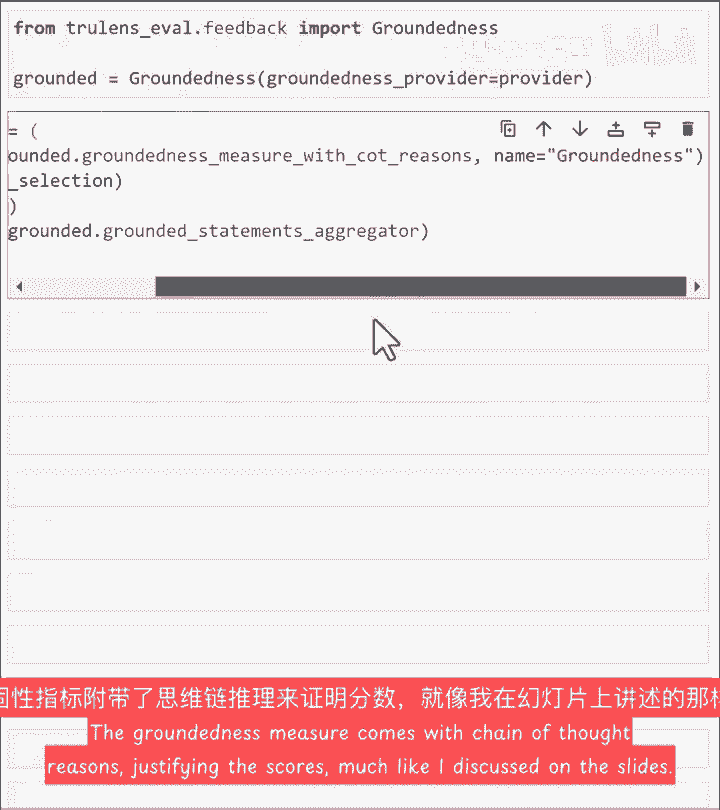 from trulens_eval.feedback import Groundedness
grounded = Groundedness(groundedness_provider=provider)
= (
ounded.groundedness_measure_with_cot_reasons, name="Groundedness")
_selection)
)
grounded.grounded_statements_aggregator)
固性指标附带了思维链推理来证明分数，就像我在幻灯片上讲述的那样
The groundedness measure comes with chain of thought
reasons, justifying the scores, much like I discussed on the slides.